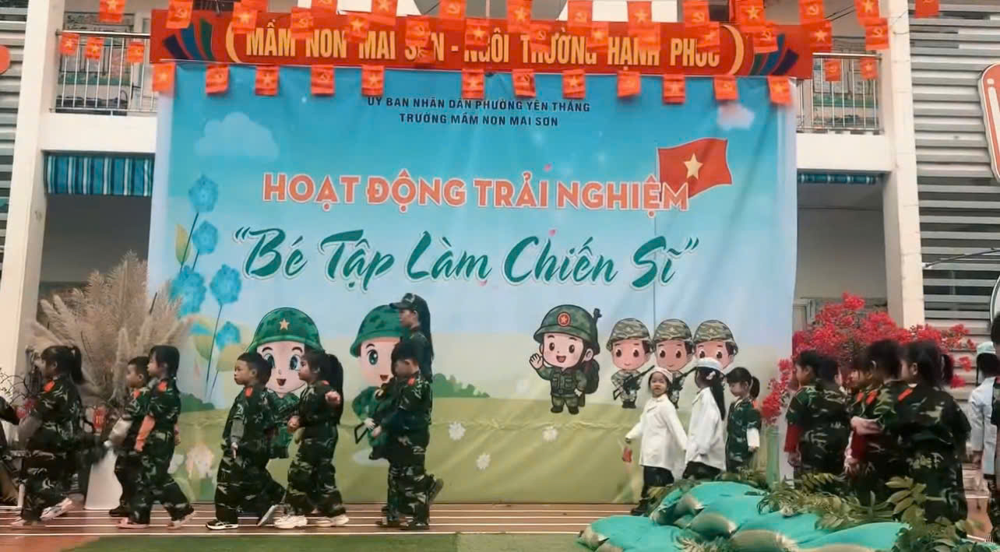 MẦM NON MAI SƠN - NGÔI TRƯỜNG HẠNH PHÚC
ỦY BAN NHÂN DÂN PHƯỜNG YÊN THẮNG
TRƯỜNG MẦM NON MAI SƠN
HOẠT ĐỘNG TRẢI NGHIỆM
"Bé Tập Làm Chiến Sĩ"